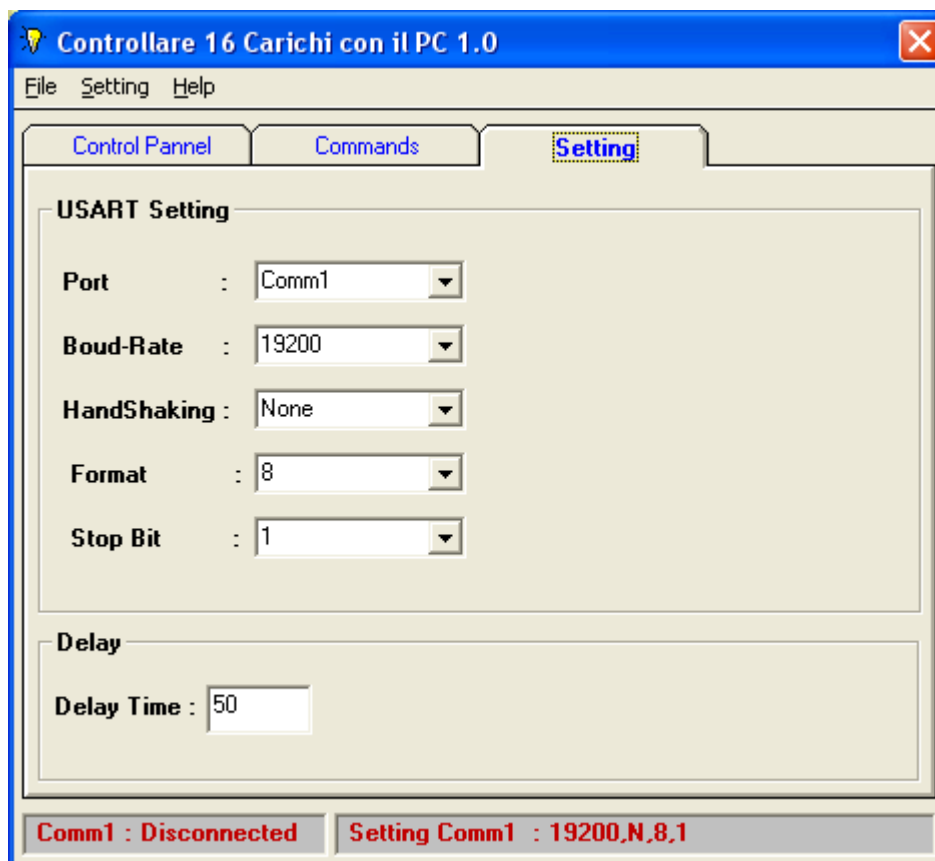 Controllare 16 Carichi con il PC 1.0
File Setting Help
Control Pannel Commands Setting
USART Setting
Port : Comm1
Boud-Rate : 19200
HandShaking : None
Format : 8
Stop Bit : 1
Delay
Delay Time : 50
Comm1 : Disconnected Setting Comm1 : 19200,N,8,1